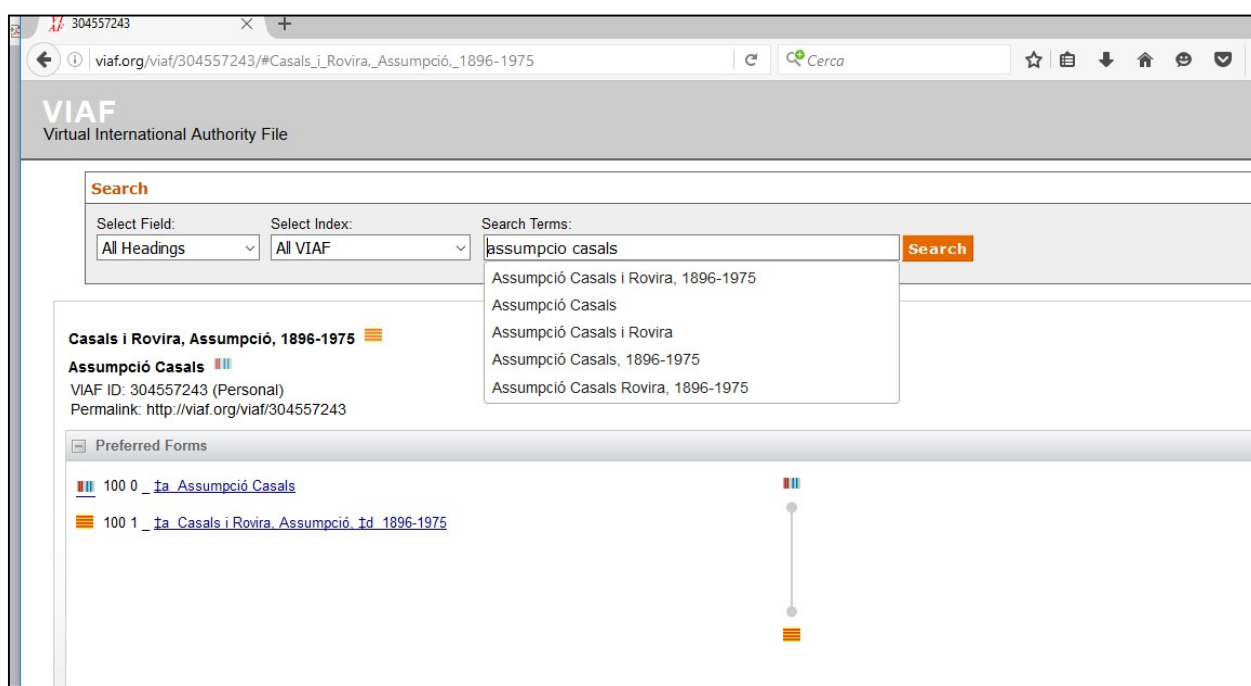 304557243
viaf.org/viaf/304557243/#Casals_i_Rovira,_Assumpció,_1896-1975
Cerca
VIAF
Virtual International Authority File
Search
Select Field: Select Index: Search Terms:
All Headings All VIAF assumpcio casals Search
Assumpció Casals i Rovira, 1896-1975
Assumpció Casals
Assumpció Casals i Rovira
Assumpció Casals, 1896-1975
Assumpció Casals Rovira, 1896-1975
Casals i Rovira, Assumpció, 1896-1975
Assumpció Casals
VIAF ID: 304557243 (Personal)
Permalink: http://viaf.org/viaf/304557243
Preferred Forms
100 0 _ ‡a Assumpció Casals
100 1 _ ‡a Casals i Rovira, Assumpció, ‡d 1896-1975